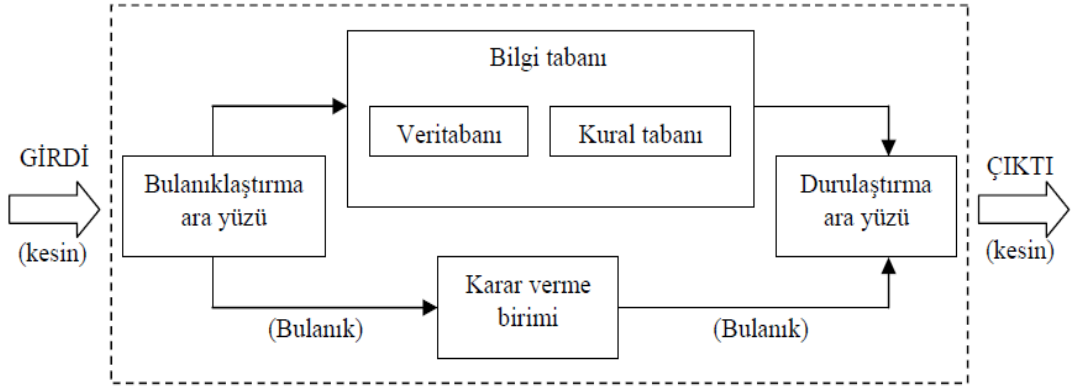 Bilgi tabanı
Veritabanı
Kural tabanı
GİRDİ
(kesin)
Bulanıklaştırma
ara yüzü
Durulaştırma
ara yüzü
ÇIKTI
(kesin)
Karar verme
birimi
(Bulanık)
(Bulanık)